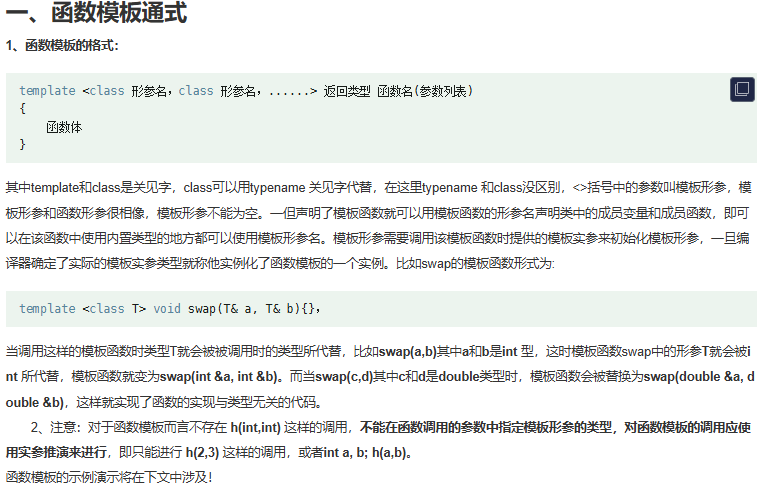 一、函数模板通式
1、函数模板的格式：
template <class 形参名，class 形参名，......> 返回类型 函数名(参数列表)
{
函数体
}
其中template和class是关见字，class可以用typename 关见字代替，在这里typename 和class没区别，<>括号中的参数叫模板形参，模
板形参和函数形参很相像，模板形参不能为空。一但声明了模板函数就可以用模板函数的形参名声明类中的成员变量和成员函数，即可
以在该函数中使用内置类型的地方都可以使用模板形参名。模板形参需要调用该模板函数时提供的模板实参来初始化模板形参，一旦编
译器确定了实际的模板实参类型就称他实例化了函数模板的一个实例。比如swap的模板函数形式为:
template <class T> void swap(T& a, T& b){}，
当调用这样的模板函数时类型T就会被被调用时的类型所代替，比如swap(a,b)其中a和b是int 型，这时模板函数swap中的形参T就会被i
nt 所代替，模板函数就变为swap(int &a, int &b)。而当swap(c,d)其中c和d是double类型时，模板函数会被替换为swap(double &a, d
ouble &b)，这样就实现了函数的实现与类型无关的代码。
2、注意：对于函数模板而言不存在 h(int,int) 这样的调用，不能在函数调用的参数中指定模板形参的类型，对函数模板的调用应使
用实参推演来进行，即只能进行 h(2,3) 这样的调用，或者int a, b; h(a,b)。
函数模板的示例演示将在下文中涉及！